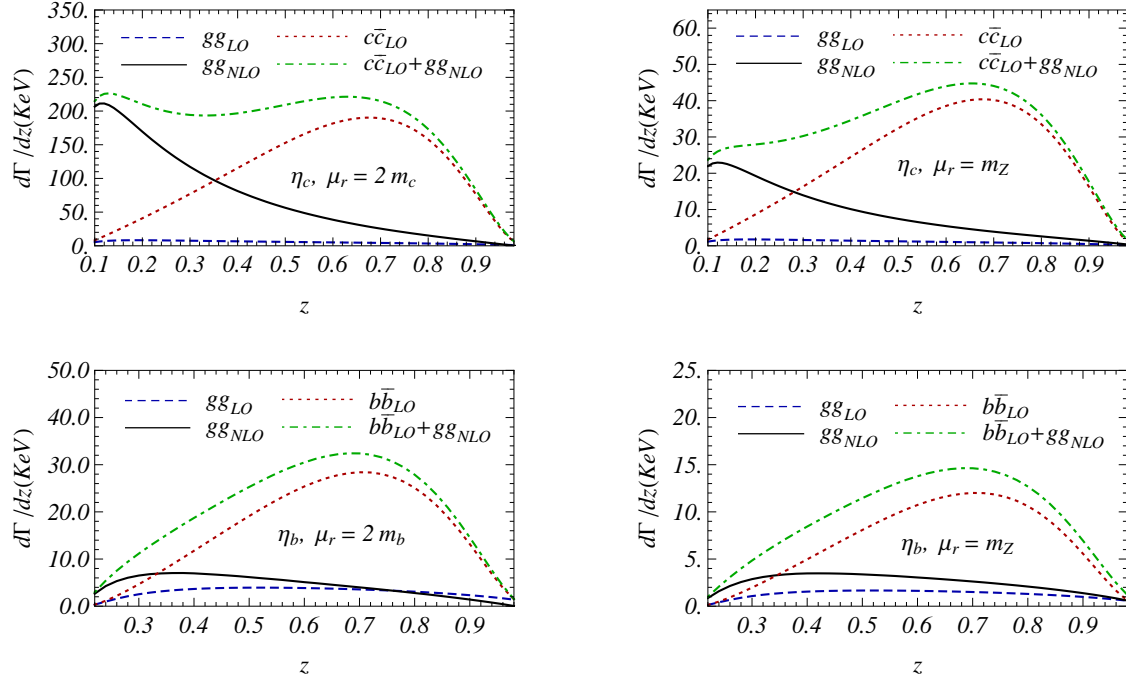 350.
300.
250.
200.
150.
100.
50.
0.
dΓ/dz(KeV)
gg_LO
gg_NLO
cc̄_LO
cc̄_LO+gg_NLO
η_c, μ_r = 2 m_c
0.1 0.2 0.3 0.4 0.5 0.6 0.7 0.8 0.9
z
60.
50.
40.
30.
20.
10.
0.
dΓ/dz(KeV)
gg_LO
gg_NLO
cc̄_LO
cc̄_LO+gg_NLO
η_c, μ_r = m_Z
0.1 0.2 0.3 0.4 0.5 0.6 0.7 0.8 0.9
z
50.0
40.0
30.0
20.0
10.0
0.0
dΓ/dz(KeV)
gg_LO
gg_NLO
bb̄_LO
bb̄_LO+gg_NLO
η_b, μ_r = 2 m_b
0.3 0.4 0.5 0.6 0.7 0.8 0.9
z
25.
20.
15.
10.
5.
0.
dΓ/dz(KeV)
gg_LO
gg_NLO
bb̄_LO
bb̄_LO+gg_NLO
η_b, μ_r = m_Z
0.3 0.4 0.5 0.6 0.7 0.8 0.9
z